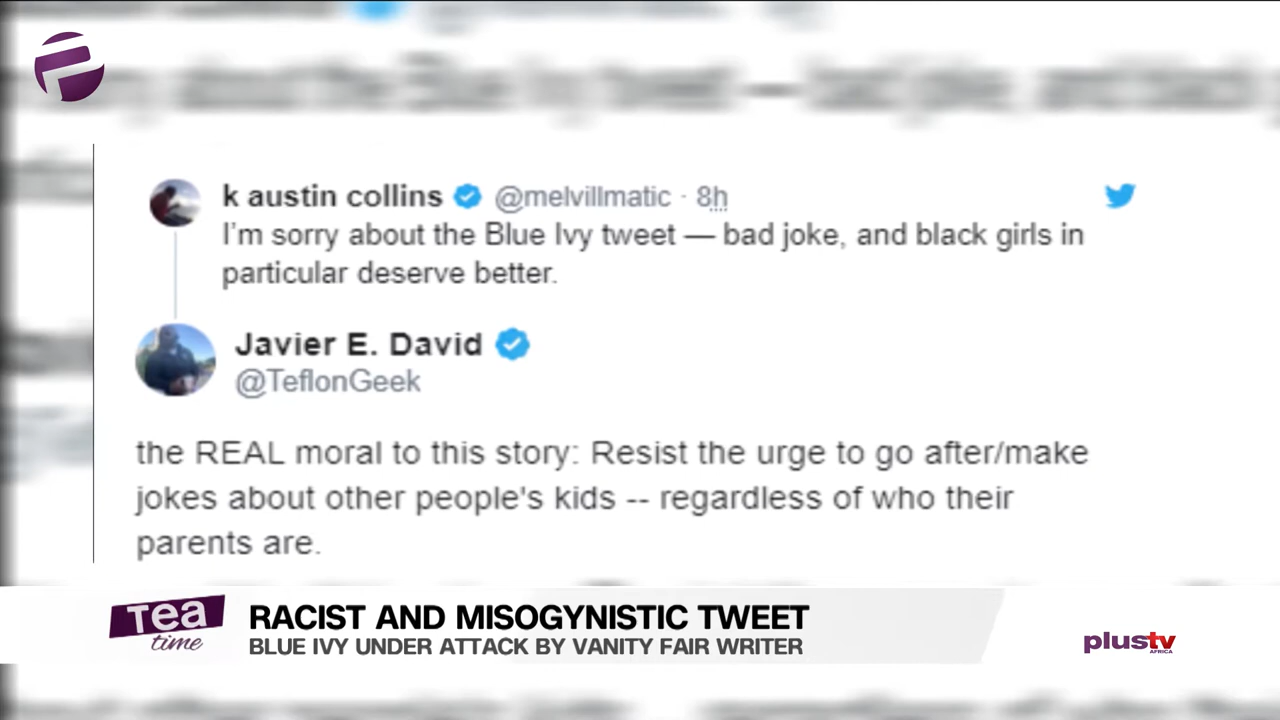 k austin collins @melvillmatic · 8h
I'm sorry about the Blue Ivy tweet — bad joke, and black girls in
particular deserve better.
Javier E. David
@TeflonGeek
the REAL moral to this story: Resist the urge to go after/make
jokes about other people's kids -- regardless of who their
parents are.
Tea
time
RACIST AND MISOGYNISTIC TWEET
BLUE IVY UNDER ATTACK BY VANITY FAIR WRITER
plustv
AFRICA